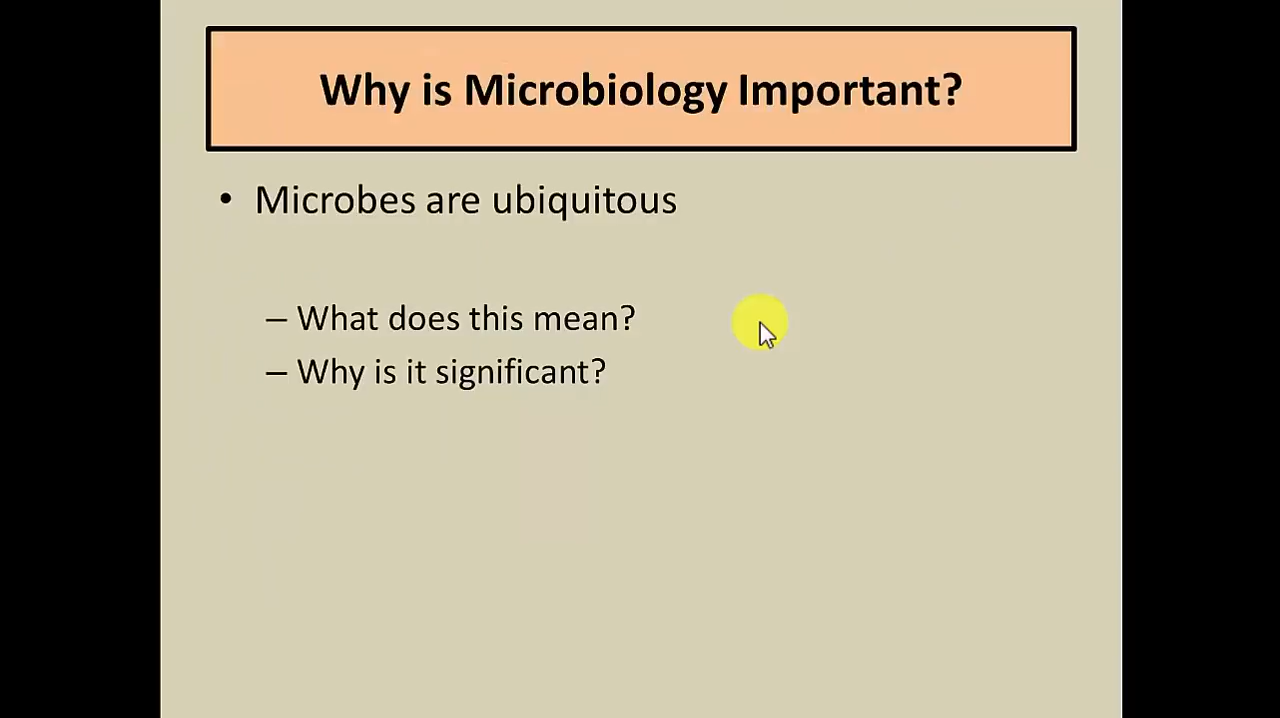 Why is Microbiology Important?
• Microbes are ubiquitous
– What does this mean?
– Why is it significant?